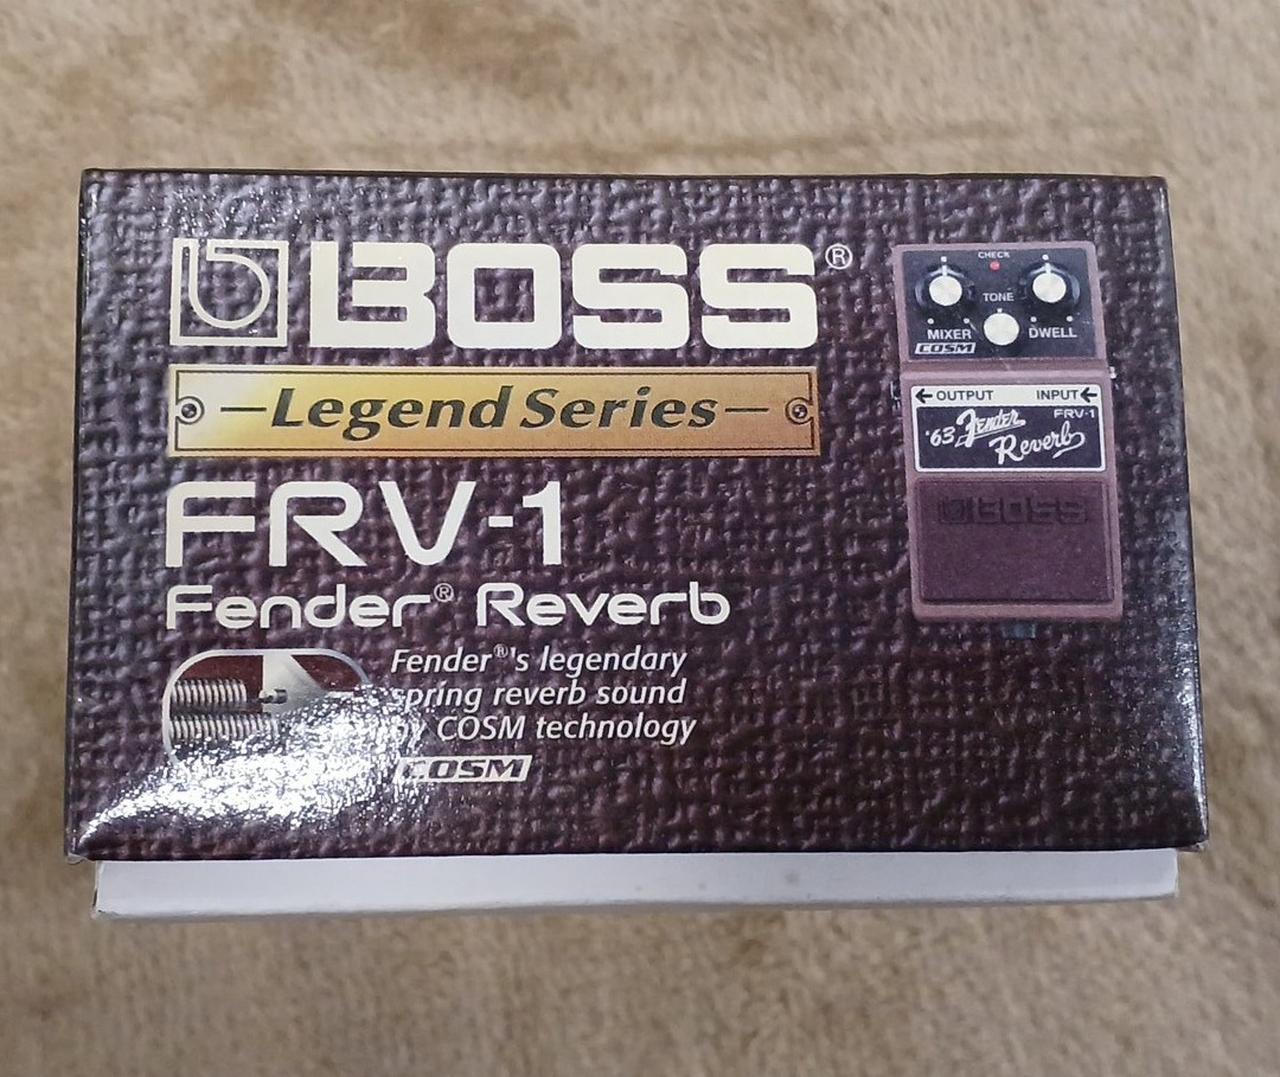 BOSS®
Legend Series
FRV-1
Fender® Reverb
Fender®'s legendary
spring reverb sound
by COSM technology
COSM
CHECK
TONE
MIXER
DWELL
COSM
OUTPUT
INPUT
FRV-1
'63 Fender
Reverb
BOSS